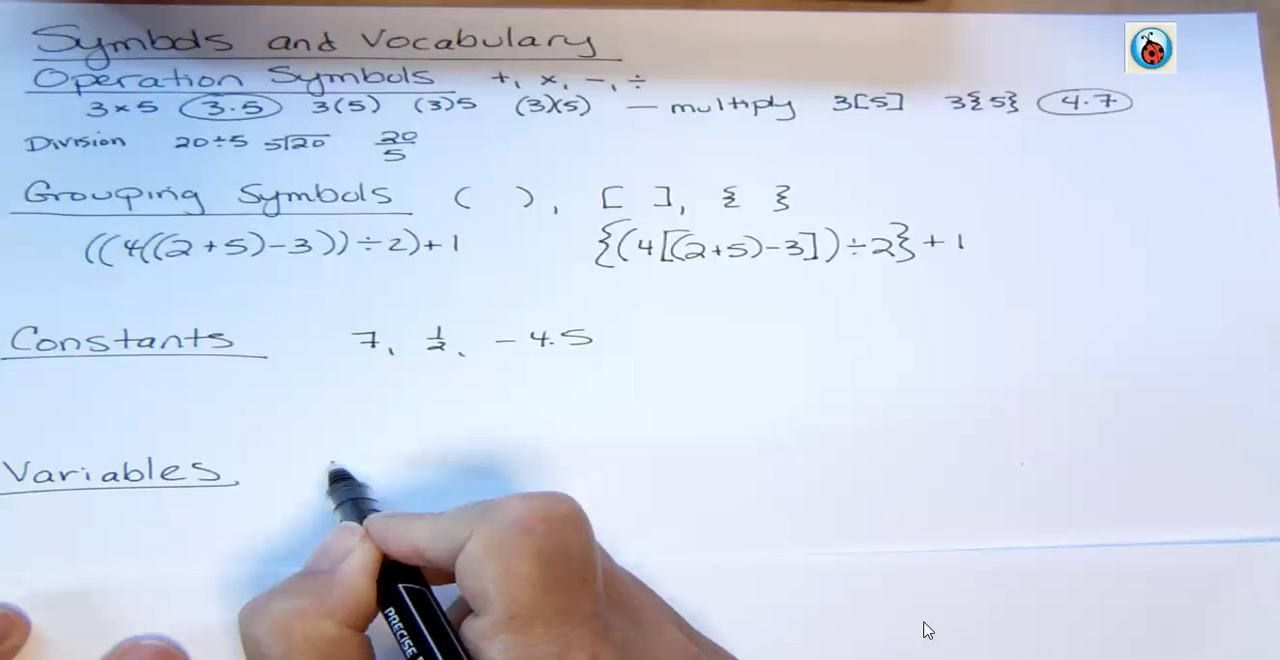 Symbols and Vocabulary
Operation Symbols +, ×, -, ÷
3×5 3·5 3(5) (3)5 (3)(5) — multiply 3[5] 3{5} 4·7
Division 20÷5 5√20 20/5
Grouping Symbols ( ), [ ], { }
((4((2+5)-3))÷2)+1 {(4[(2+5)-3])÷2}+1
Constants 7, 1/2, -4.5
Variables
PRECISE